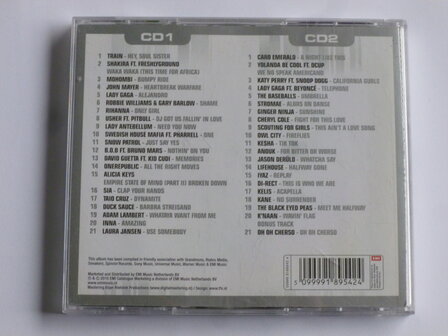 CD1
1 TRAIN - HEY, SOUL SISTER
2 SHAKIRA FT. FRESHLYGROUND
WAKA WAKA (THIS TIME FOR AFRICA)
3 MOHOMBI - BUMPY RIDE
4 JOHN MAYER - HEARTBREAK WARFARE
5 LADY GAGA - ALEJANDRO
6 ROBBIE WILLIAMS & GARY BARLOW - SHAME
7 RIHANNA - ONLY GIRL
8 USHER FT. PITBULL - DJ GOT US FALLIN' IN LOVE
9 LADY ANTEBELLUM - NEED YOU NOW
10 SWEDISH HOUSE MAFIA FT. PHARRELL - ONE
11 SNOW PATROL - JUST SAY YES
12 B.O.B FT. BRUNO MARS - NOTHIN' ON YOU
13 DAVID GUETTA FT. KID CUDI - MEMORIES
14 ONEREPUBLIC - ALL THE RIGHT MOVES
15 ALICIA KEYS
EMPIRE STATE OF MIND (PART II) BROKEN DOWN
16 SIA - CLAP YOUR HANDS
17 TAIO CRUZ - DYNAMITE
18 DUCK SAUCE - BARBRA STREISAND
19 ADAM LAMBERT - WHATAYA WANT FROM ME
20 INNA - AMAZING
21 LAURA JANSEN - USE SOMEBODY
CD2
1 CARO EMERALD - A NIGHT LIKE THIS
2 YOLANDA BE COOL FT. DCUP
WE NO SPEAK AMERICANO
3 KATY PERRY FT. SNOOP DOGG - CALIFORNIA GURLS
4 LADY GAGA FT. BEYONCÉ - TELEPHONE
5 THE BASEBALLS - UMBRELLA
6 STROMAE - ALORS ON DANSE
7 GINGER NINJA - SUNSHINE
8 CHERYL COLE - FIGHT FOR THIS LOVE
9 SCOUTING FOR GIRLS - THIS AIN'T A LOVE SONG
10 OWL CITY - FIREFLIES
11 KESHA - TIK TOK
12 ANOUK - FOR BITTER OR WORSE
13 JASON DERÜLO - WHATCHA SAY
14 LIFEHOUSE - HALFWAY GONE
15 IYAZ - REPLAY
16 DI-RECT - THIS IS WHO WE ARE
17 KELIS - ACAPELLA
18 KANE - NO SURRENDER
19 THE BLACK EYED PEAS - MEET ME HALFWAY
20 K'NAAN - WAVIN' FLAG
BONUS TRACK
21 OH OH CHERSO - OH OH CHERSO
Marketed and Distributed by EMI Music Netherlands BV
EMI
5 099991 895424